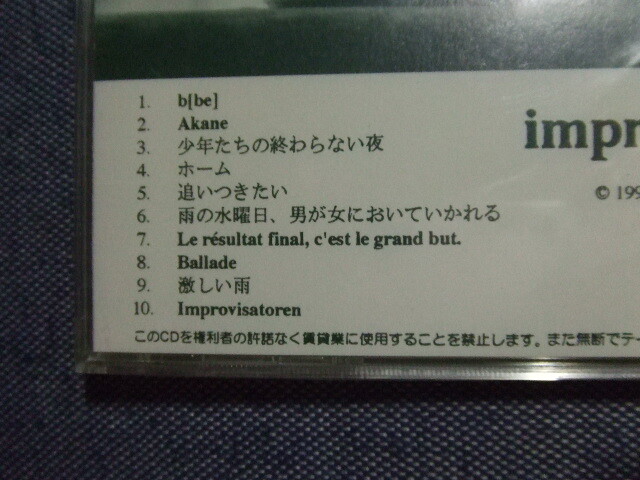 1. b[be]
2. Akane
3. 少年たちの終わらない夜
4. ホーム
5. 追いつきたい
6. 雨の水曜日、男が女においていかれる
7. Le résultat final, c'est le grand but.
8. Ballade
9. 激しい雨
10. Improvisatoren
impr
© 199
このCDを権利者の許諾なく賃貸業に使用することを禁止します。また無断でテー